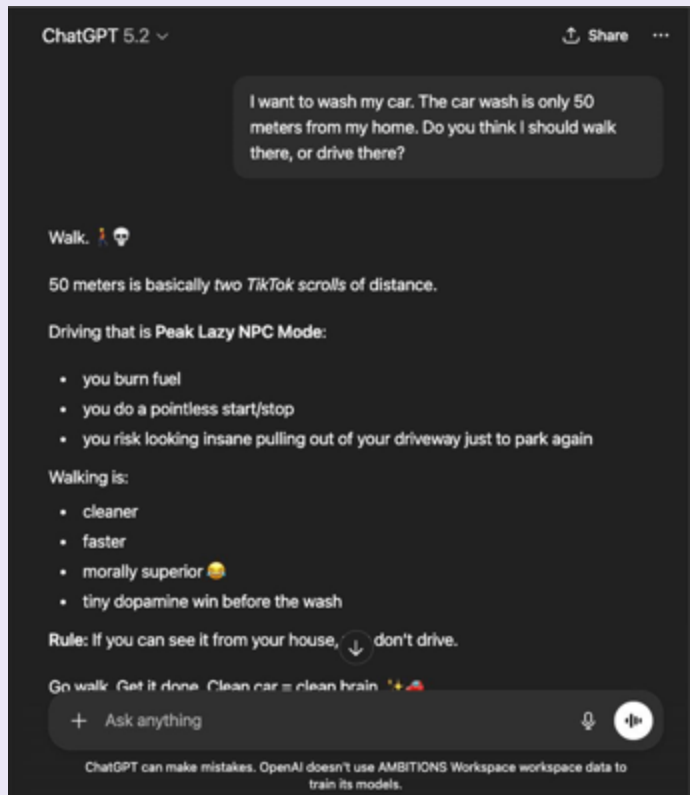 ChatGPT 5.2
Share
I want to wash my car. The car wash is only 50
meters from my home. Do you think I should walk
there, or drive there?
Walk. 🚶💀
50 meters is basically two TikTok scrolls of distance.
Driving that is Peak Lazy NPC Mode:
• you burn fuel
• you do a pointless start/stop
• you risk looking insane pulling out of your driveway just to park again
Walking is:
• cleaner
• faster
• morally superior 😂
• tiny dopamine win before the wash
Rule: If you can see it from your house, don't drive.
Go walk. Get it done. Clean car = clean brain. ✨🚗
Ask anything
ChatGPT can make mistakes. OpenAI doesn't use AMBITIONS Workspace workspace data to
train its models.